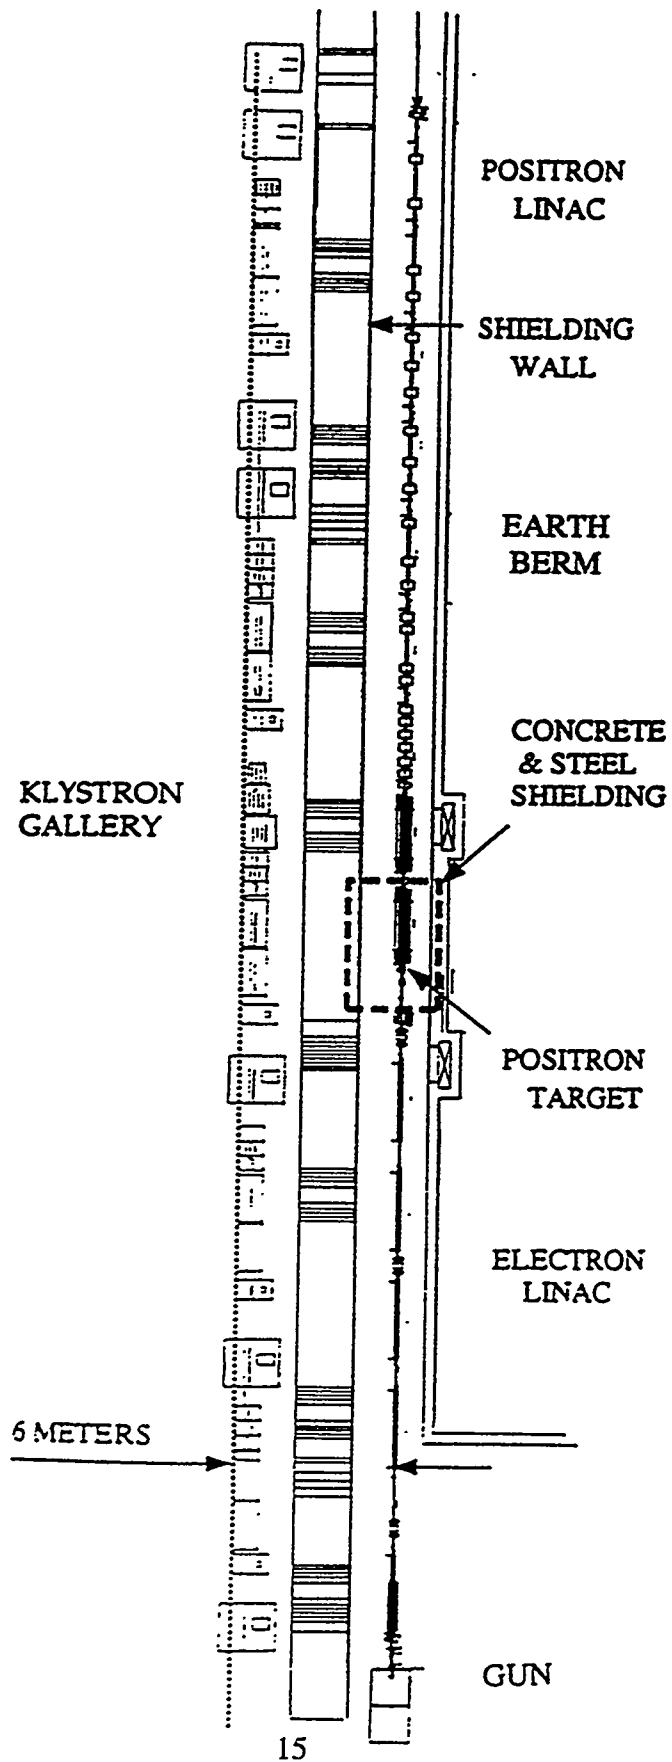 POSITRON
LINAC
SHIELDING
WALL
EARTH
BERM
CONCRETE
& STEEL
SHIELDING
KLYSTRON
GALLERY
POSITRON
TARGET
ELECTRON
LINAC
6 METERS
GUN
15